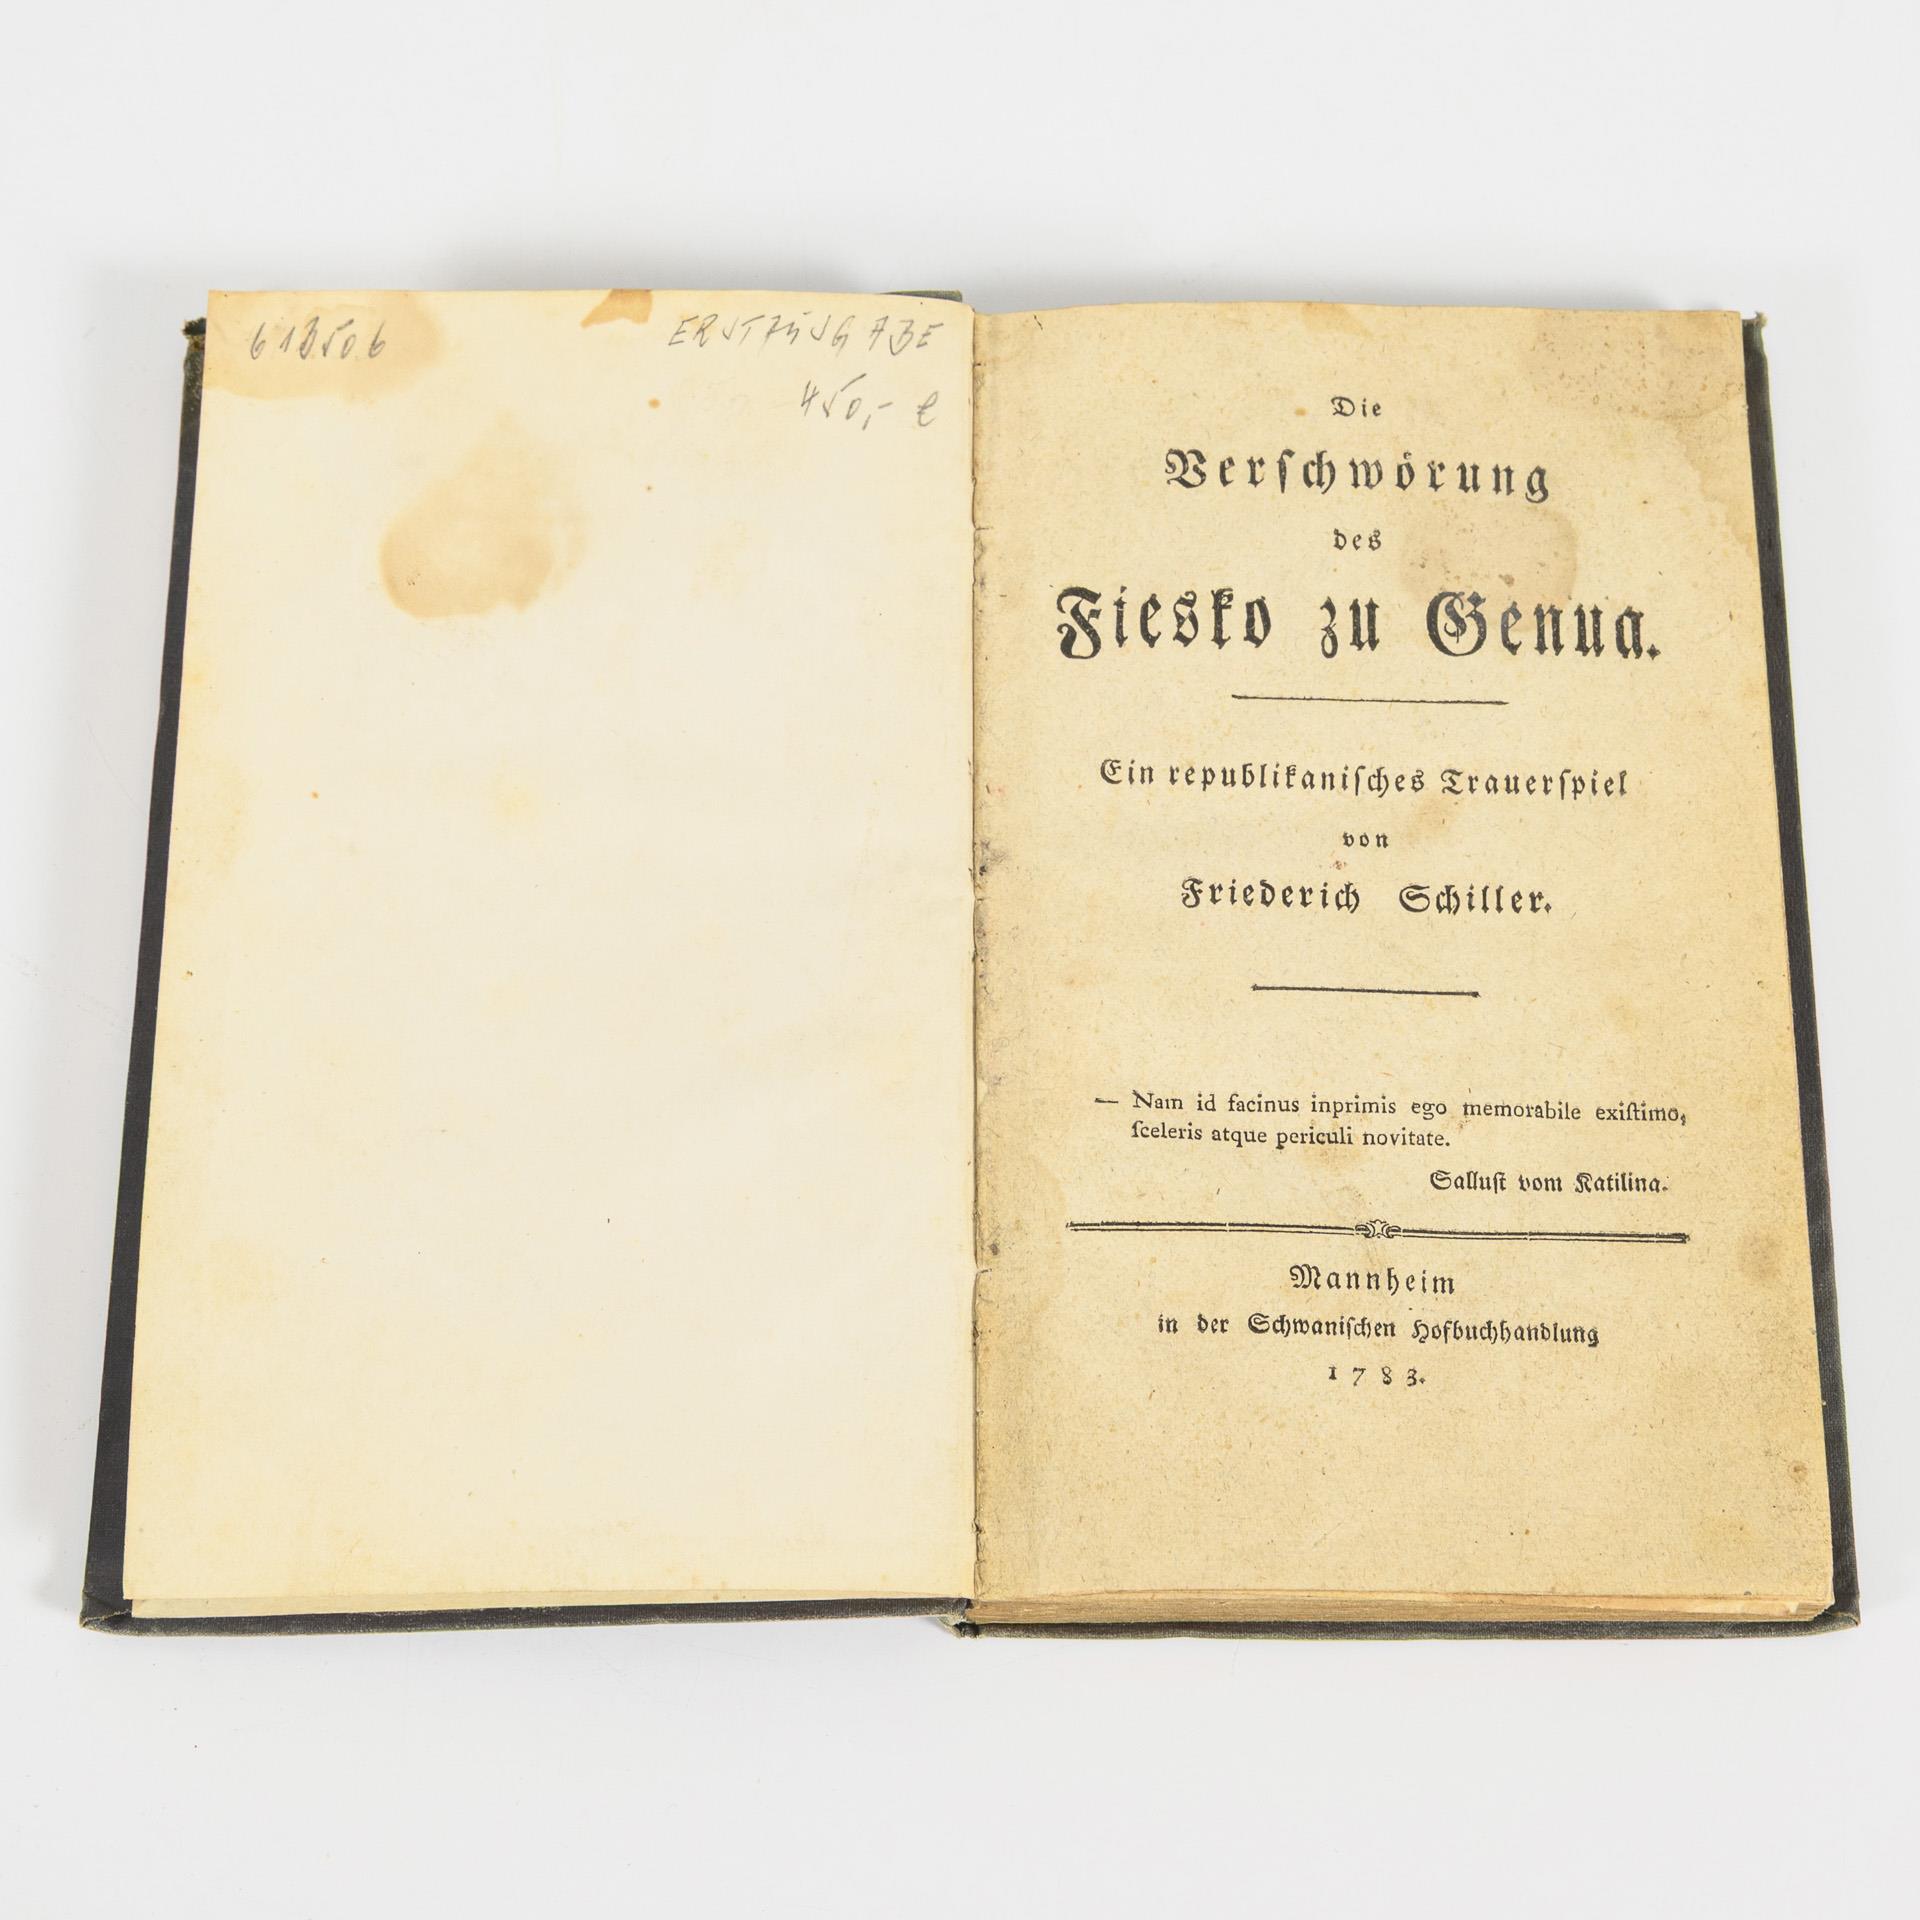 613506
ERSTAUSGABE
450,- €
Die
Verſchwörung
des
Fiesko zu Genua.
Ein republikaniſches Trauerſpiel
von
Friederich Schiller.
— Nam id facinus inprimis ego memorabile exiſtimo,
ſceleris atque periculi novitate.
Salluſt vom Katilina.
Mannheim
in der Schwaniſchen Hofbuchhandlung
1783.